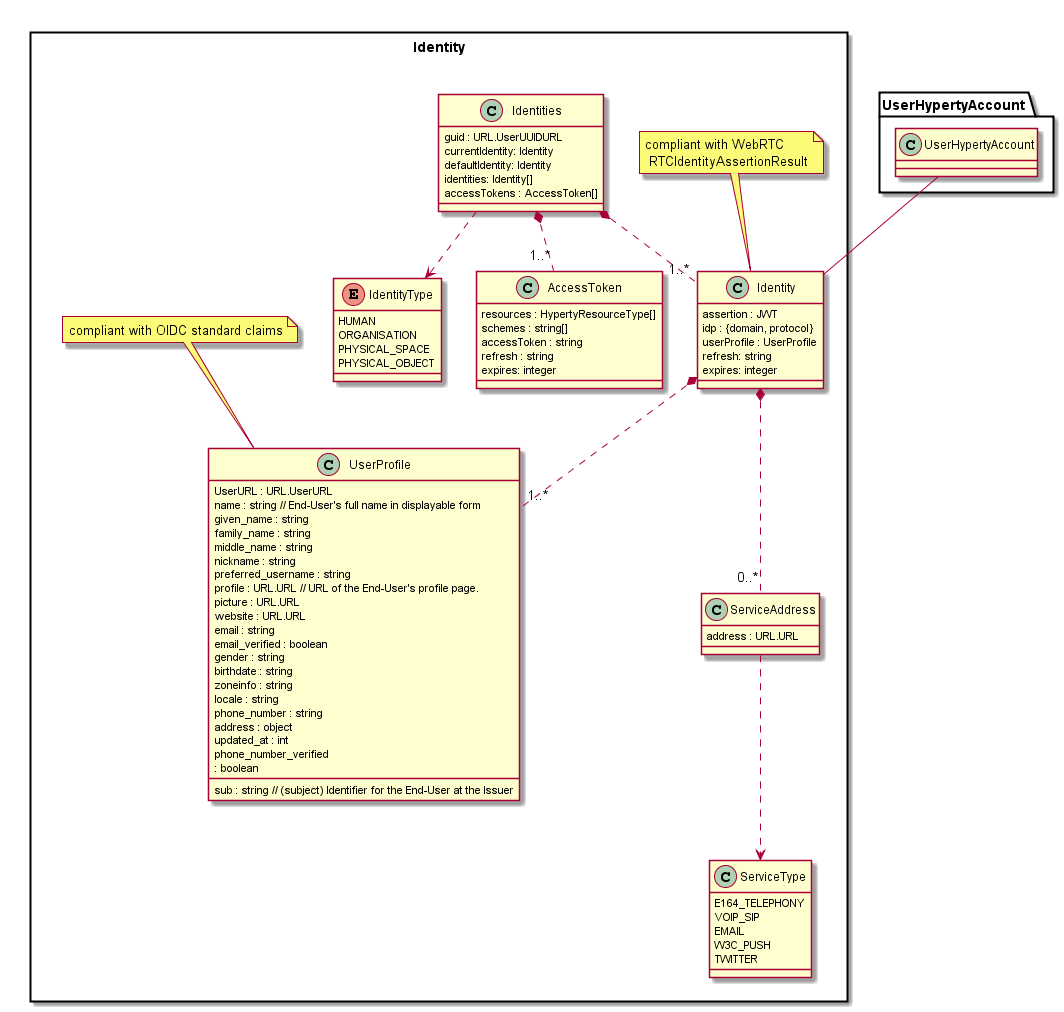 Identity
UserHypertyAccount
C UserHypertyAccount
C Identities
guid : URL.UserUUIDURL
currentIdentity: Identity
defaultIdentity: Identity
identities: Identity[]
accessTokens : AccessToken[]
compliant with WebRTC
RTCIdentityAssertionResult
1..*
1..*
E IdentityType
HUMAN
ORGANISATION
PHYSICAL_SPACE
PHYSICAL_OBJECT
C AccessToken
resources : HypertyResourceType[]
schemes : string[]
accessToken : string
refresh : string
expires: integer
C Identity
assertion : JWT
idp : {domain, protocol}
userProfile : UserProfile
refresh: string
expires: integer
compliant with OIDC standard claims
C UserProfile
UserURL : URL.UserURL
name : string // End-User's full name in displayable form
given_name : string
family_name : string
middle_name : string
nickname : string
preferred_username : string
profile : URL.URL // URL of the End-User's profile page.
picture : URL.URL
website : URL.URL
email : string
email_verified : boolean
gender : string
birthdate : string
zoneinfo : string
locale : string
phone_number : string
address : object
updated_at : int
phone_number_verified
: boolean
sub : string // (subject) Identifier for the End-User at the Issuer
1..*
0..*
C ServiceAddress
address : URL.URL
C ServiceType
E164_TELEPHONY
VOIP_SIP
EMAIL
W3C_PUSH
TWITTER